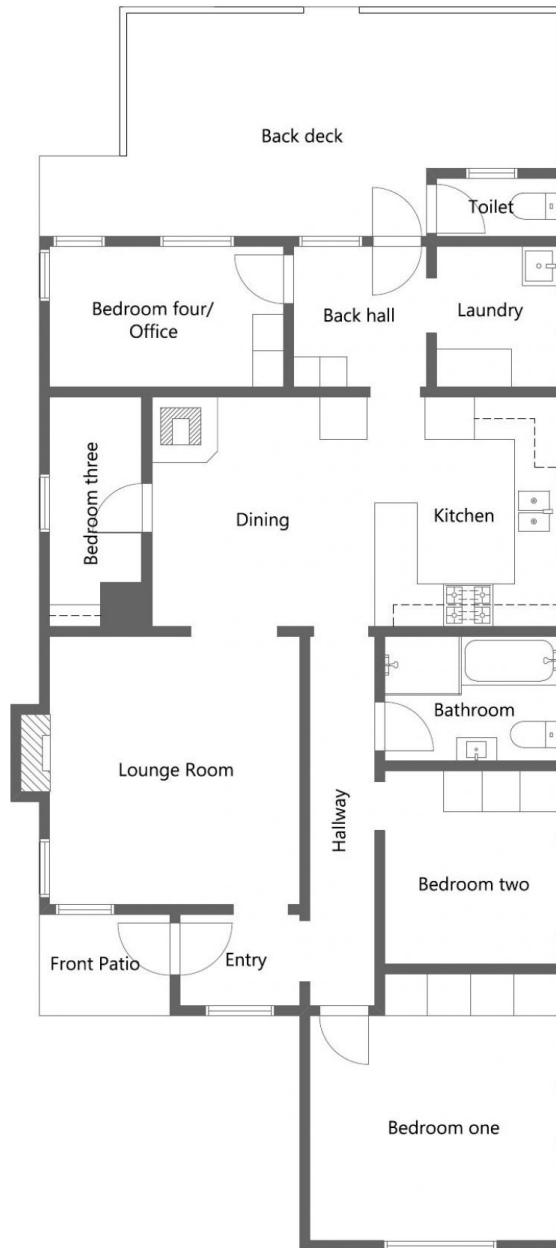 Back deck
Toilet
Bedroom four/
Office
Back hall
Laundry
Bedroom three
Dining
Kitchen
Bathroom
Lounge Room
Hallway
Bedroom two
Front Patio
Entry
Bedroom one